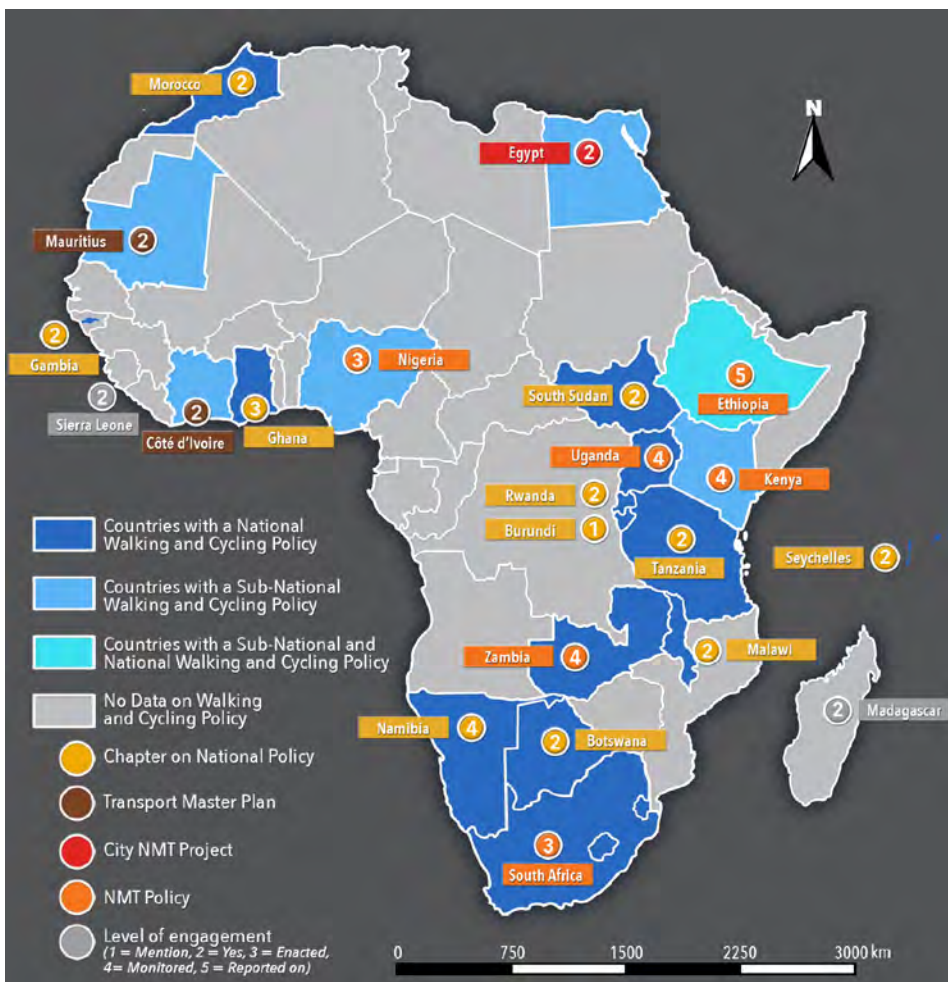 Morocco
2
N
Egypt
2
Mauritius
2
2
Gambia
3
Nigeria
5
Ethiopia
South Sudan
2
2
Sierra Leone
2
Côté d'Ivoire
3
Ghana
Uganda
4
4
Kenya
Rwanda
2
Burundi
1
2
Tanzania
Seychelles
2
Countries with a National
Walking and Cycling Policy
Countries with a Sub-National
Walking and Cycling Policy
Countries with a Sub-National and
National Walking and Cycling Policy
No Data on Walking
and Cycling Policy
Zambia
4
2
Malawi
2
Madagascar
Namibia
4
2
Botswana
3
South Africa
Chapter on National Policy
Transport Master Plan
City NMT Project
NMT Policy
Level of engagement
(1 = Mention, 2 = Yes, 3 = Enacted,
4= Monitored, 5 = Reported on)
0 750 1500 2250 3000 km